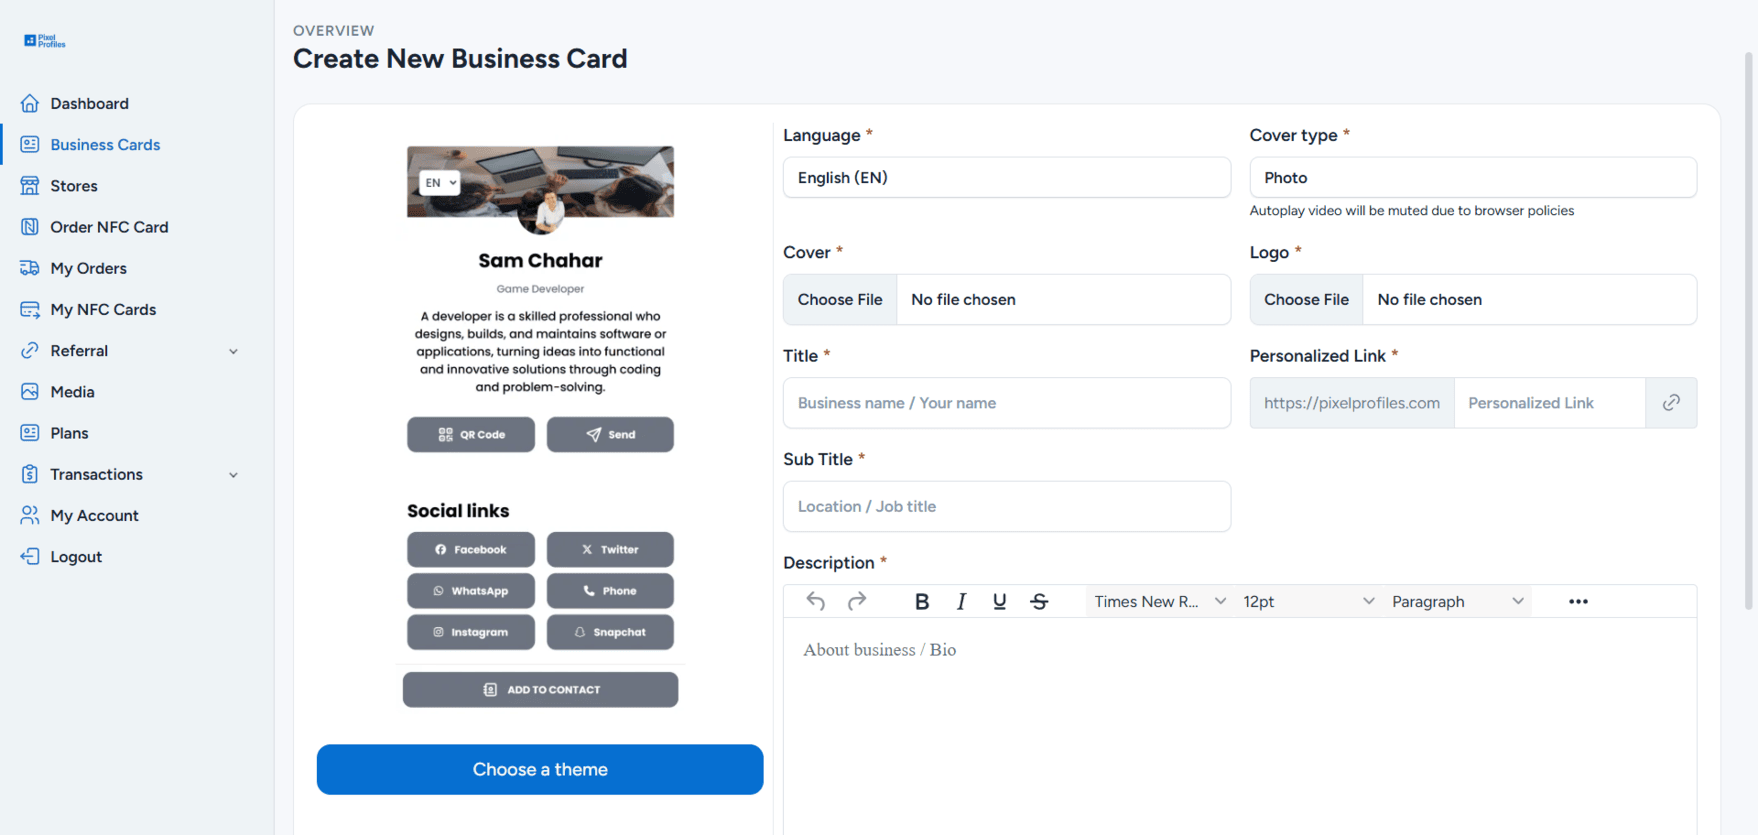 Pixel
Profiles
Dashboard
Business Cards
Stores
Order NFC Card
My Orders
My NFC Cards
Referral
Media
Plans
Transactions
My Account
Logout
OVERVIEW
Create New Business Card
EN
Sam Chahar
Game Developer
A developer is a skilled professional who
designs, builds, and maintains software or
applications, turning ideas into functional
and innovative solutions through coding
and problem-solving.
QR Code
Send
Social links
Facebook
Twitter
WhatsApp
Phone
Instagram
Snapchat
ADD TO CONTACT
Choose a theme
Language *
English (EN)
Cover type *
Photo
Autoplay video will be muted due to browser policies
Cover *
Choose File No file chosen
Logo *
Choose File No file chosen
Title *
Business name / Your name
Personalized Link *
https://pixelprofiles.com Personalized Link
Sub Title *
Location / Job title
Description *
B I U S Times New R... 12pt Paragraph ...
About business / Bio